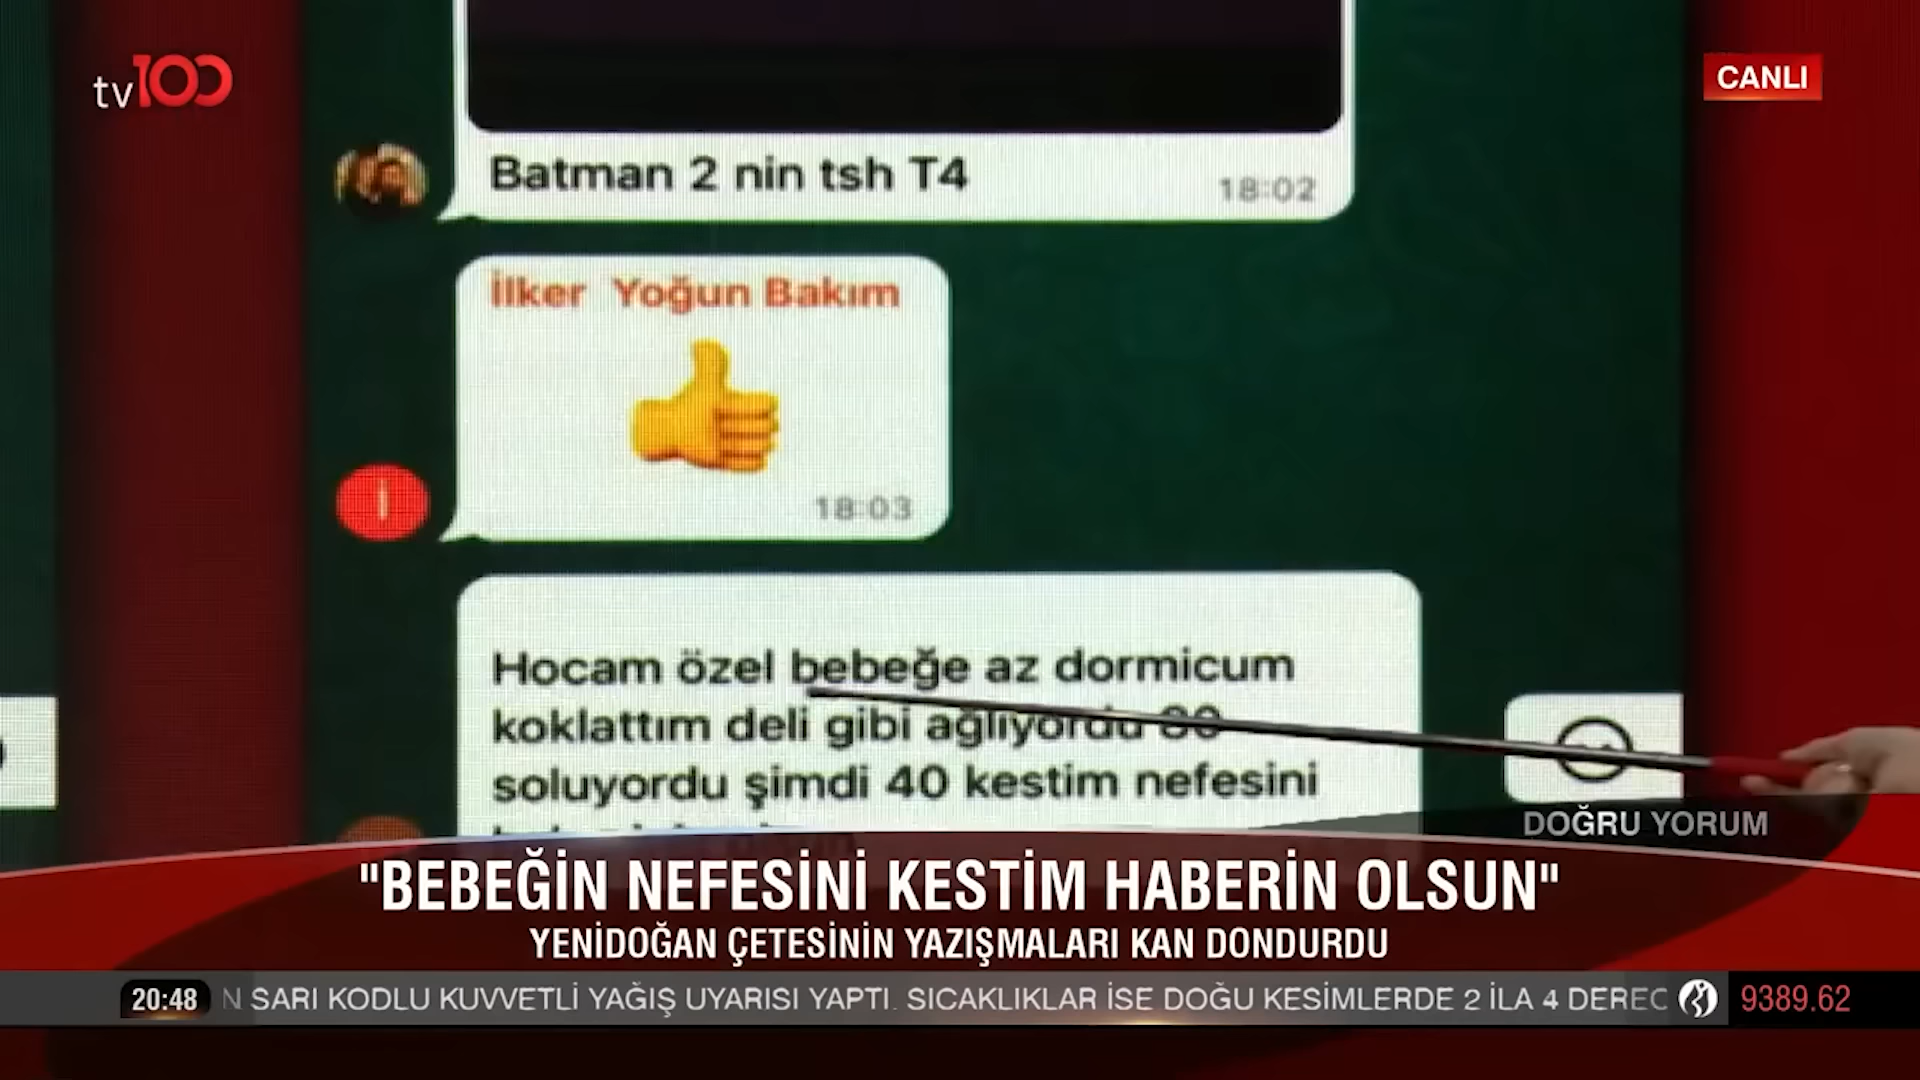 tv100
CANLI
Batman 2 nin tsh T4
18:02
İlker Yoğun Bakım
18:03
i
Hocam özel bebeğe az dormicum
koklattım deli gibi ağlıyordu 80
soluyordu şimdi 40 kestim nefesini
DOĞRU YORUM
"BEBEĞİN NEFESİNİ KESTİM HABERİN OLSUN"
YENİDOĞAN ÇETESİNİN YAZIŞMALARI KAN DONDURDU
20:48 N SARI KODLU KUVVETLİ YAĞIŞ UYARISI YAPTI. SICAKLIKLAR İSE DOĞU KESİMLERDE 2 İLA 4 DEREC 9389.62